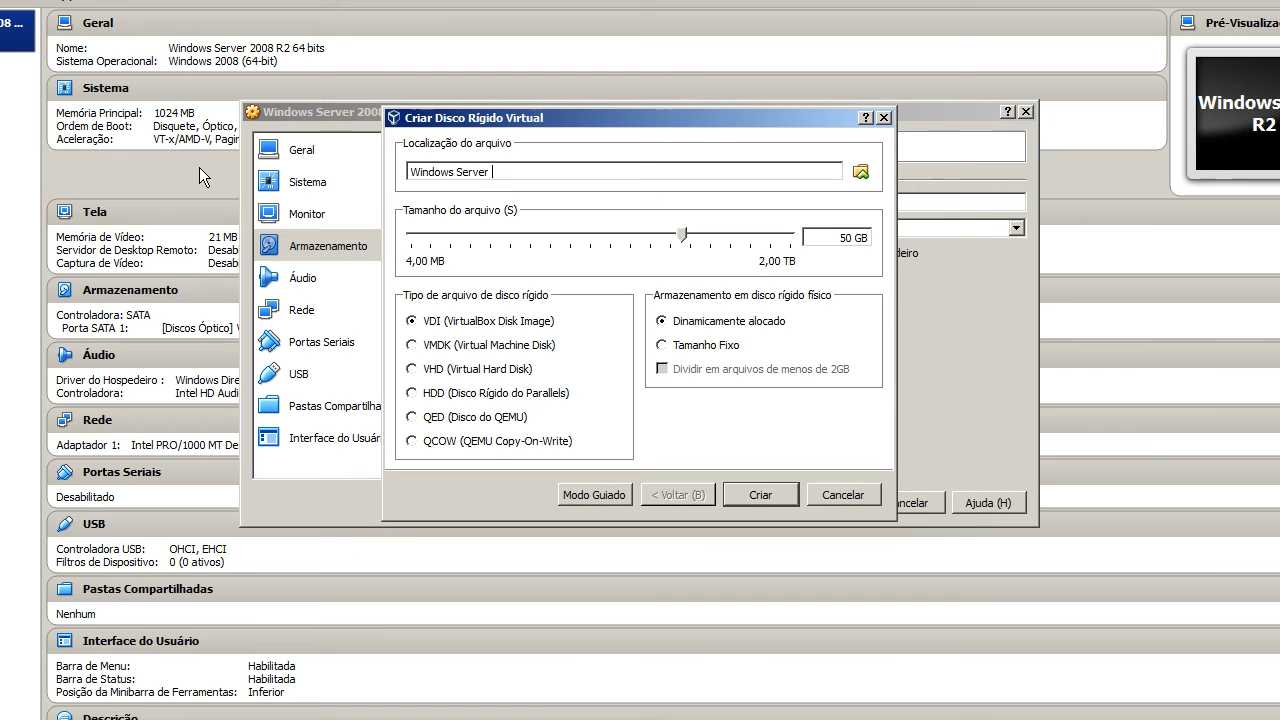 08 ...
Geral
Nome: Windows Server 2008 R2 64 bits
Sistema Operacional: Windows 2008 (64-bit)
Sistema
Memória Principal: 1024 MB
Ordem de Boot: Disquete, Óptico,
Aceleração: VT-x/AMD-V, Pagin
Tela
Memória de Vídeo: 21 MB
Servidor de Desktop Remoto: Desab
Captura de Vídeo: Desab
Armazenamento
Controladora: SATA
Porta SATA 1: [Discos Óptico] V
Áudio
Driver do Hospedeiro : Windows Dire
Controladora: Intel HD Audi
Rede
Adaptador 1: Intel PRO/1000 MT De
Portas Seriais
Desabilitado
USB
Controladora USB: OHCI, EHCI
Filtros de Dispositivo: 0 (0 ativos)
Pastas Compartilhadas
Nenhum
Interface do Usuário
Barra de Menu: Habilitada
Barra de Status: Habilitada
Posição da Minibarra de Ferramentas: Inferior
Descrição
Pré-Visualiza
Windows
R2
Windows Server 2008
Geral
Sistema
Monitor
Armazenamento
Áudio
Rede
Portas Seriais
USB
Pastas Compartilha
Interface do Usuár
deiro
ncelar
Ajuda (H)
Criar Disco Rígido Virtual
Localização do arquivo
Windows Server
Tamanho do arquivo (S)
50 GB
4,00 MB 2,00 TB
Tipo de arquivo de disco rígido
VDI (VirtualBox Disk Image)
VMDK (Virtual Machine Disk)
VHD (Virtual Hard Disk)
HDD (Disco Rígido do Parallels)
QED (Disco do QEMU)
QCOW (QEMU Copy-On-Write)
Armazenamento em disco rígido físico
Dinamicamente alocado
Tamanho Fixo
Dividir em arquivos de menos de 2GB
Modo Guiado
< Voltar (B)
Criar
Cancelar